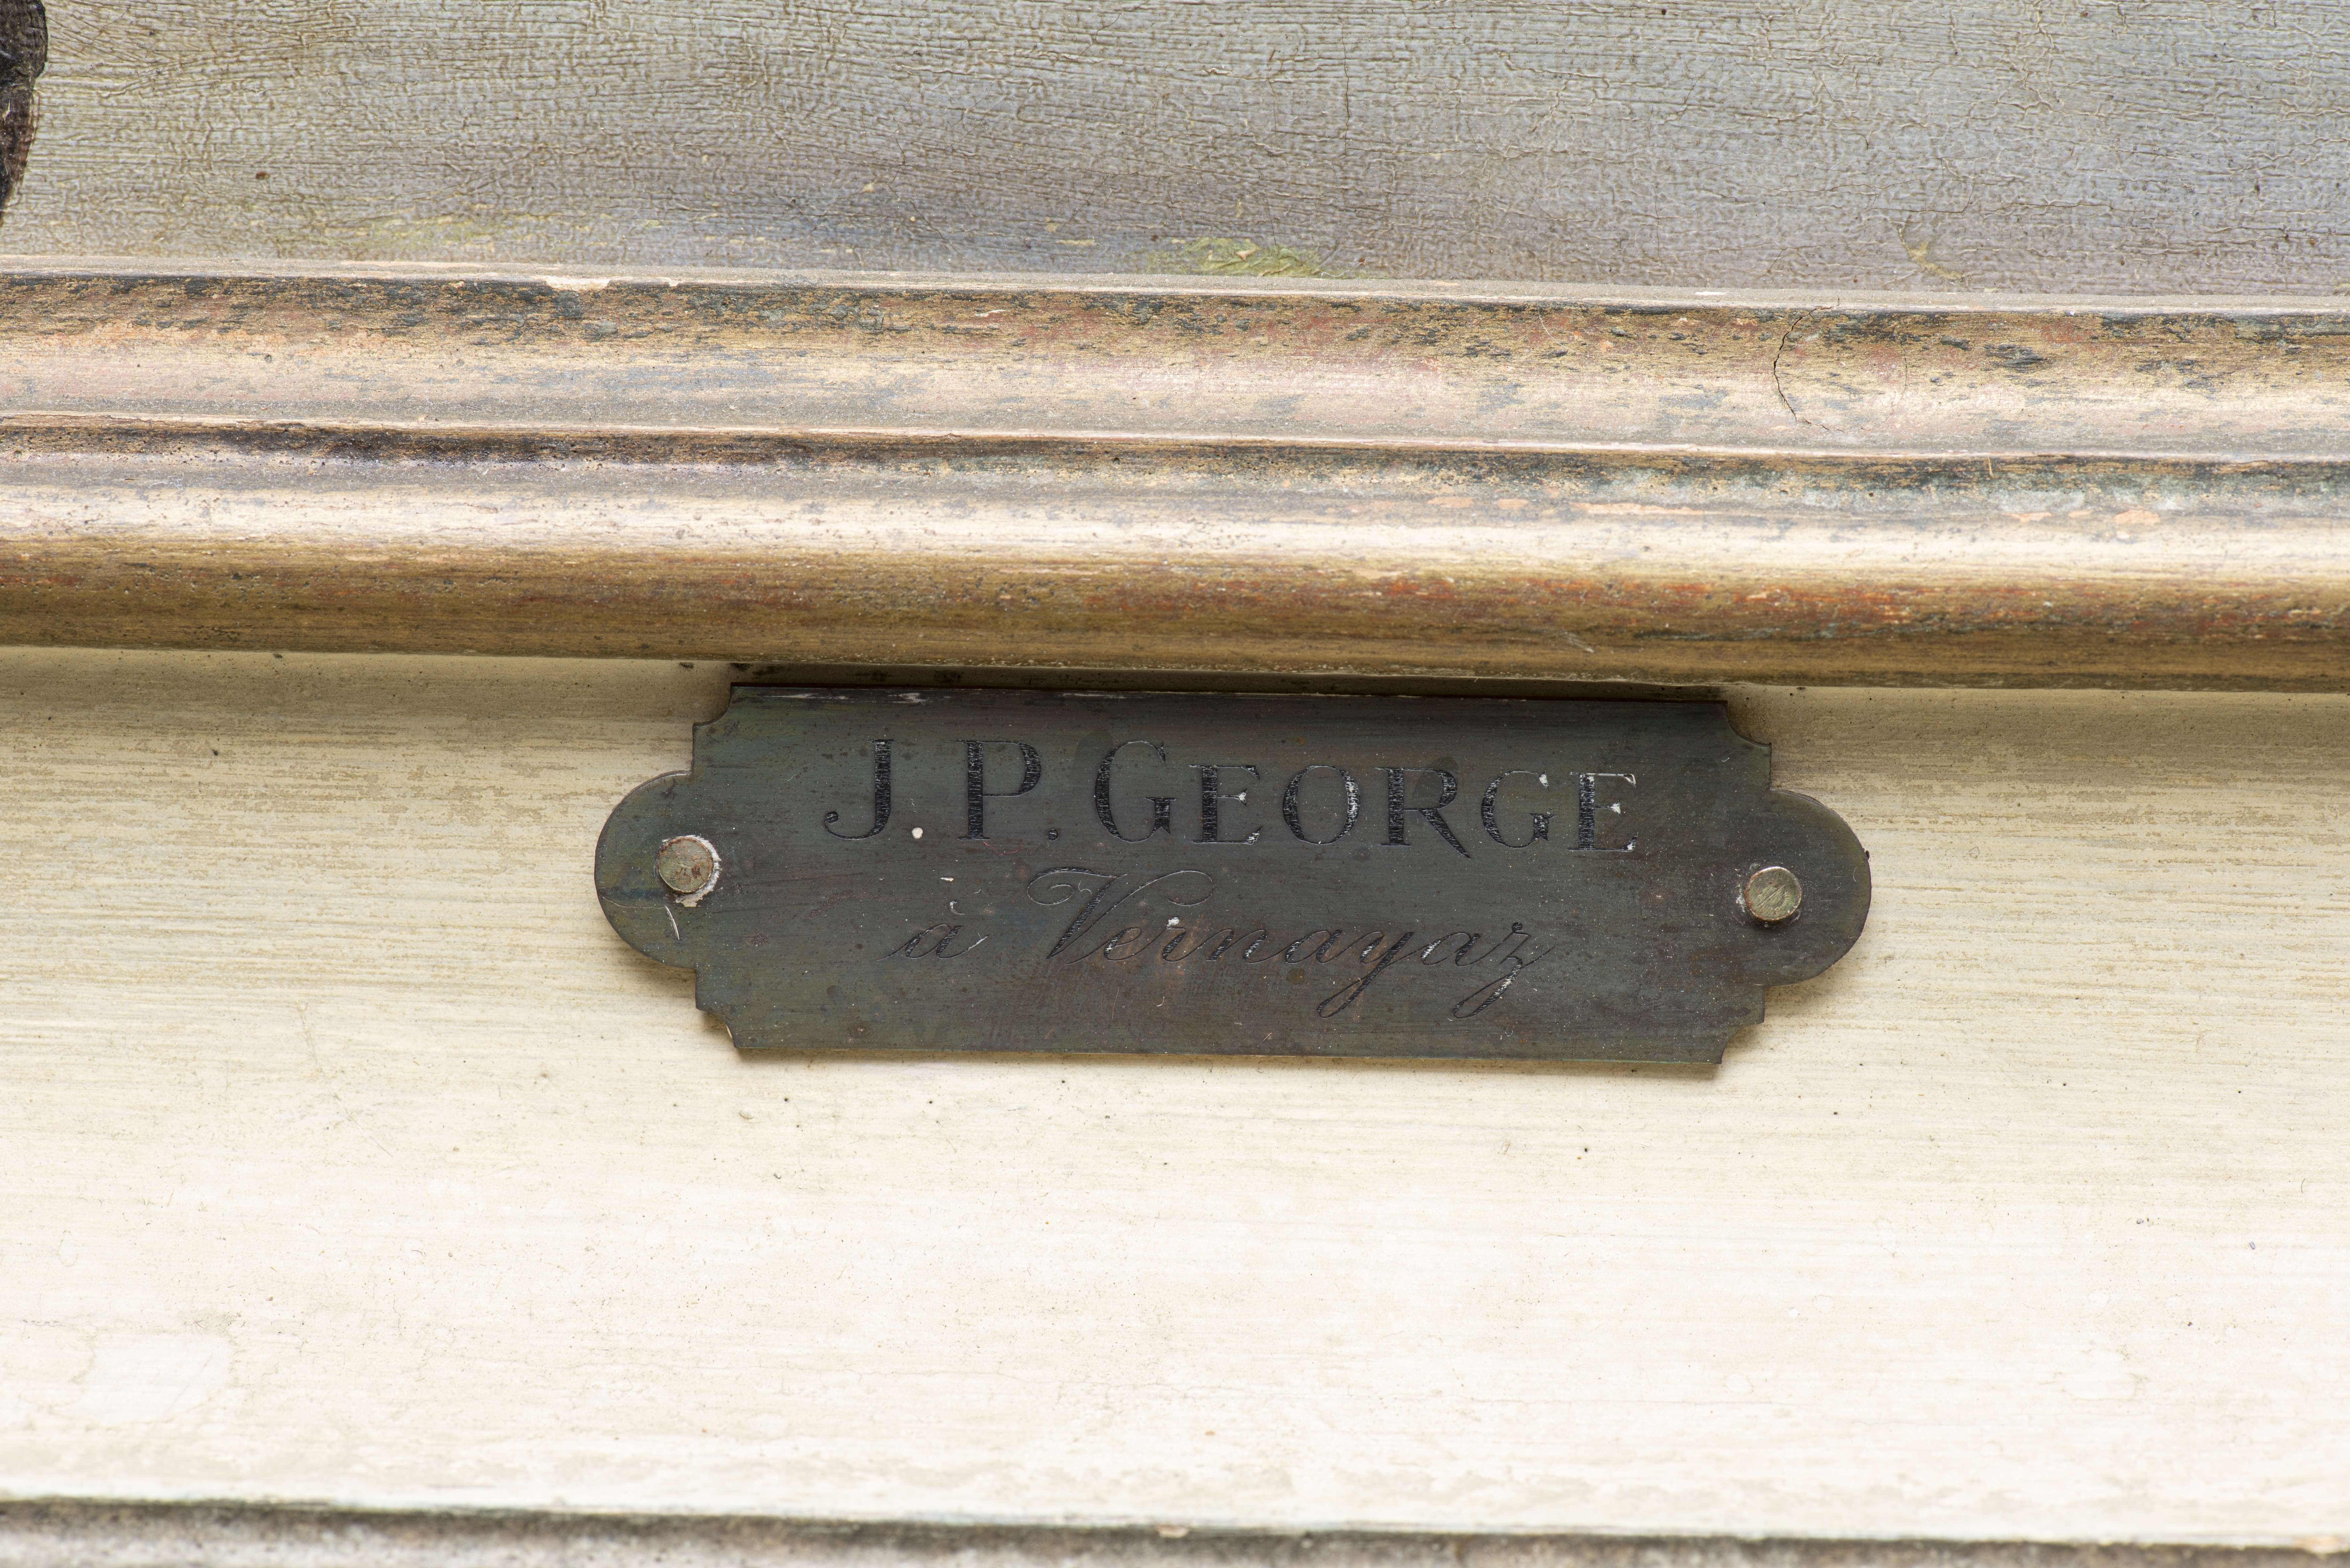 J. P. GEORGE
à Vernayaz